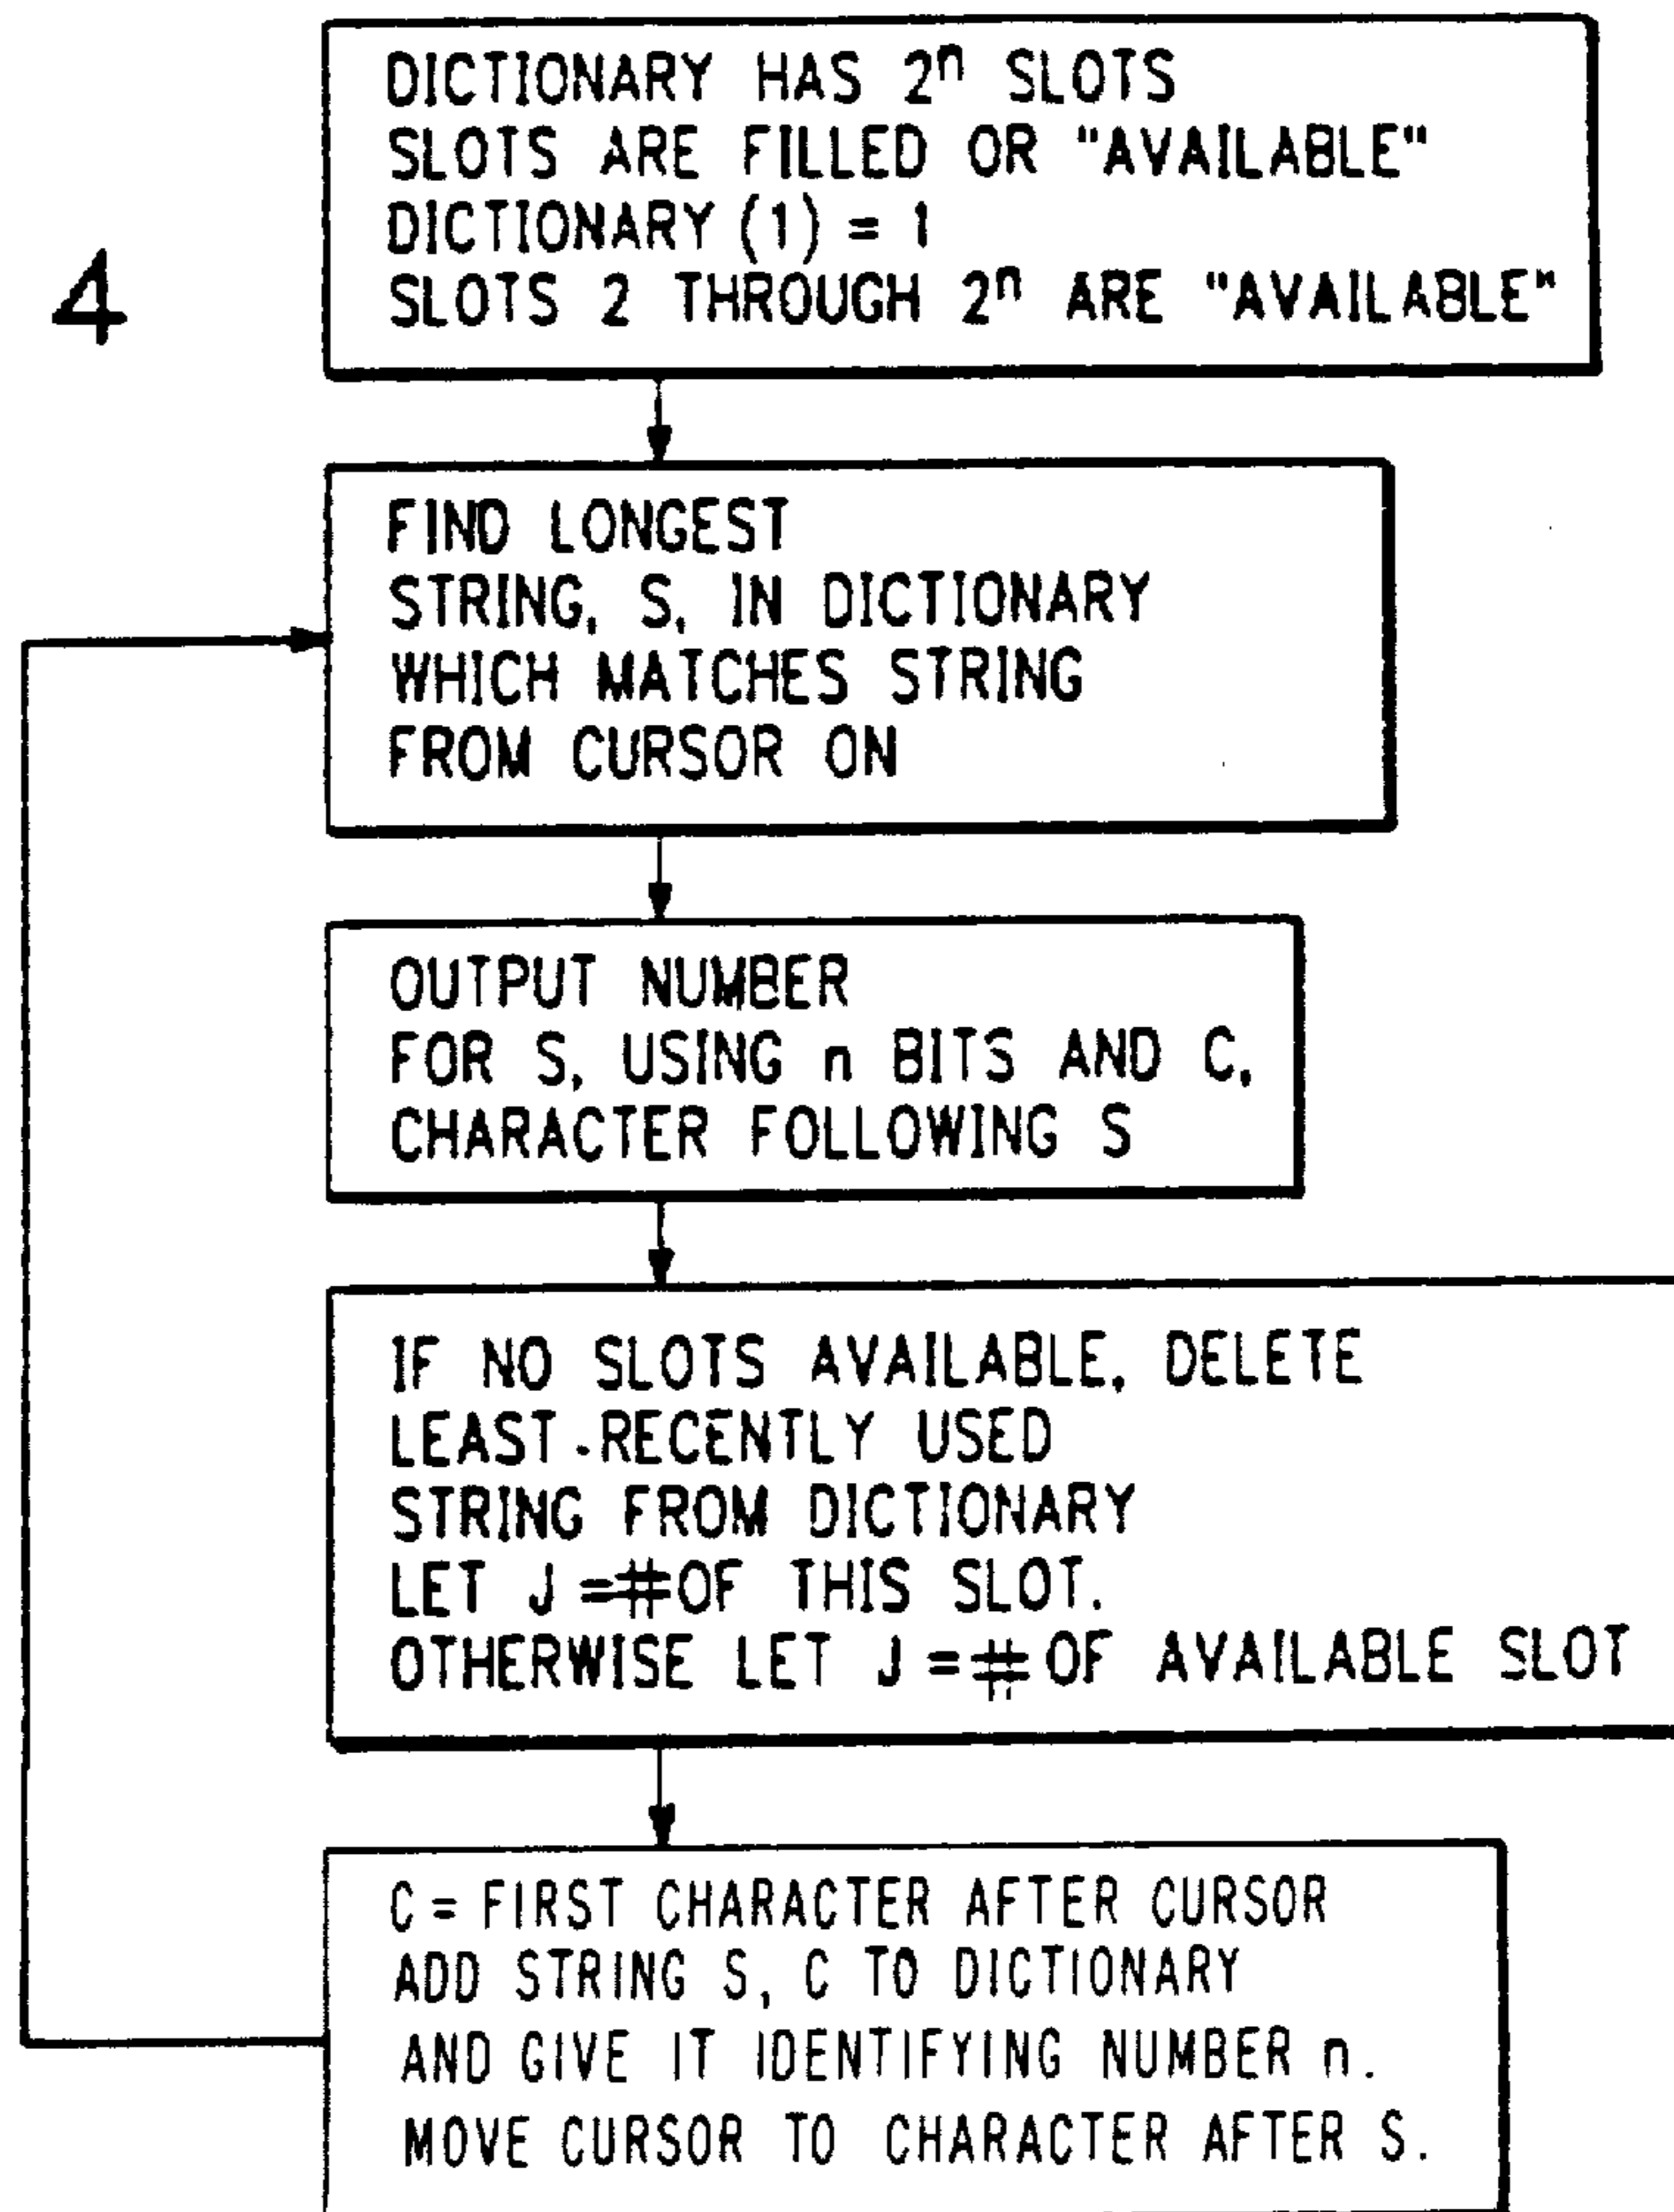 4
DICTIONARY HAS 2ⁿ SLOTS
SLOTS ARE FILLED OR "AVAILABLE"
DICTIONARY (1) = 1
SLOTS 2 THROUGH 2ⁿ ARE "AVAILABLE"
FIND LONGEST
STRING, S, IN DICTIONARY
WHICH MATCHES STRING
FROM CURSOR ON
OUTPUT NUMBER
FOR S, USING n BITS AND C,
CHARACTER FOLLOWING S
IF NO SLOTS AVAILABLE, DELETE
LEAST-RECENTLY USED
STRING FROM DICTIONARY
LET J =# OF THIS SLOT.
OTHERWISE LET J =# OF AVAILABLE SLOT
C = FIRST CHARACTER AFTER CURSOR
ADD STRING S, C TO DICTIONARY
AND GIVE IT IDENTIFYING NUMBER n.
MOVE CURSOR TO CHARACTER AFTER S.